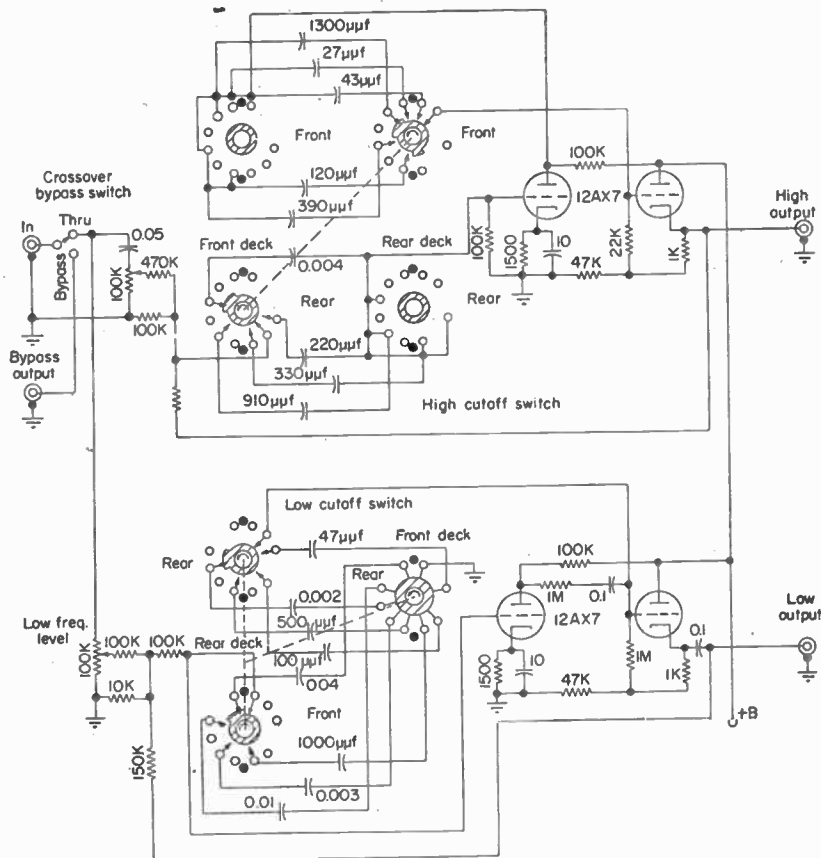 1300μμf
27μμf
43μμf
Front
Front
120μμf
390μμf
Crossover
bypass switch
In
Thru
Bypass
0.05
470K
100K
100K
Bypass
output
Front deck
0.004
Rear deck
Rear
Rear
220μμf
330μμf
910μμf
High cutoff switch
100K
12AX7
100K
1500
10
22K
47K
1K
High
output
Low cutoff switch
47μμf
Front deck
Rear
Rear
0.002
500μμf
Rear deck
100μμf
0.04
Front
1000μμf
0.003
0.01
Low freq.
level
100K
100K
100K
10K
150K
100K
1M
0.1
12AX7
1500
10
47K
1M
1K
0.1
Low
output
+B